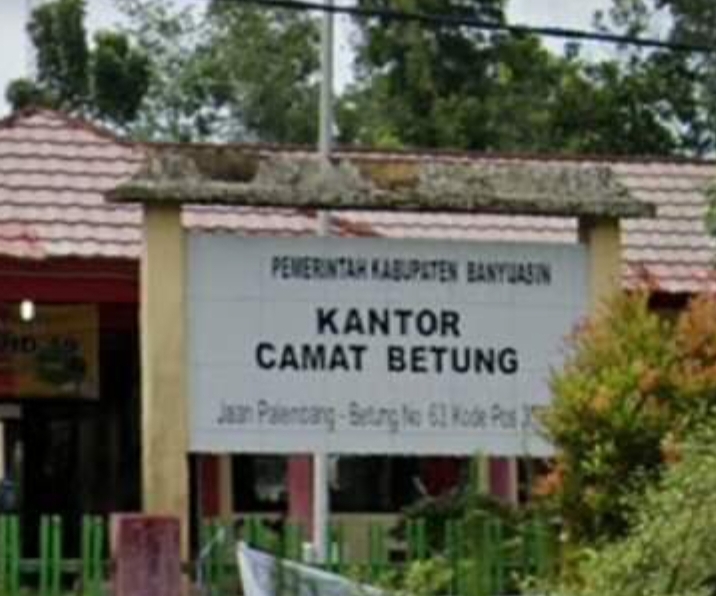 PEMERINTAH KABUPATEN BANYUASIN
KANTOR
CAMAT BETUNG
Jalan Palembang - Betung No 63 Kode Pos